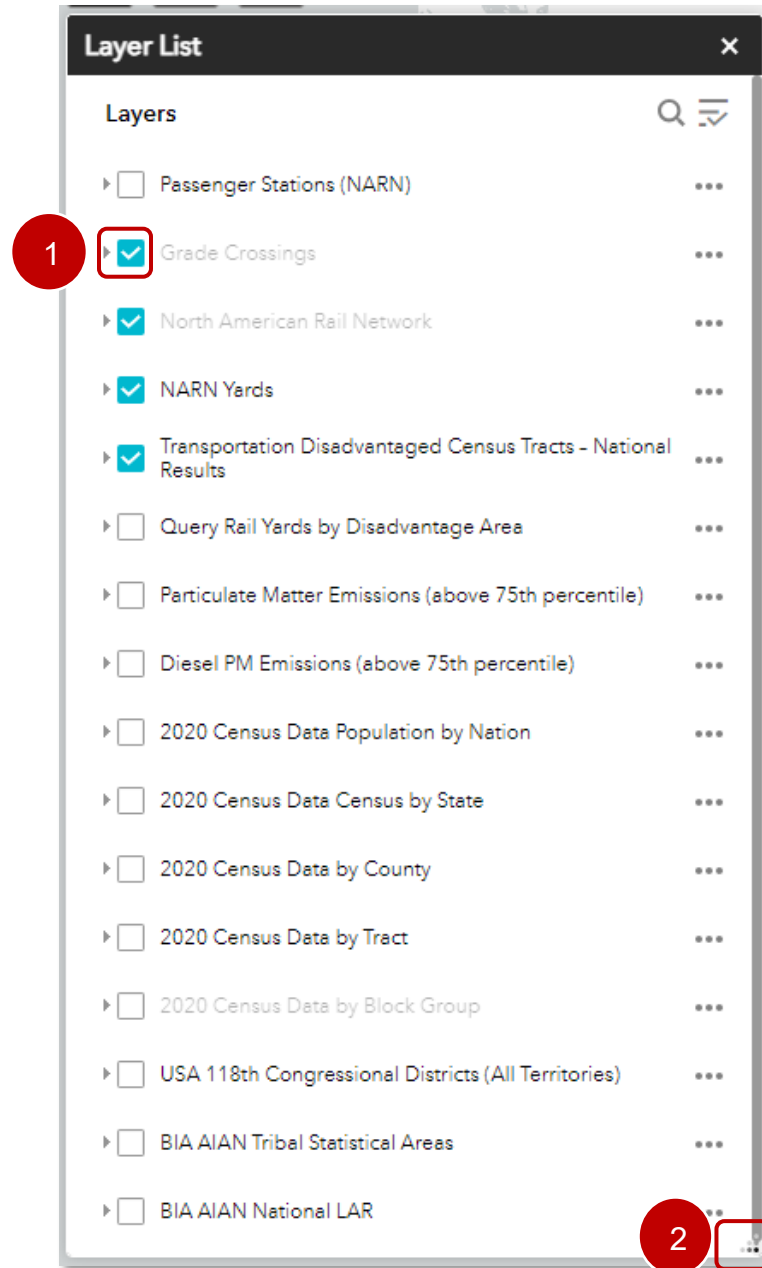 Layer List
Layers
Passenger Stations (NARN)
1
Grade Crossings
North American Rail Network
NARN Yards
Transportation Disadvantaged Census Tracts - National
Results
Query Rail Yards by Disadvantage Area
Particulate Matter Emissions (above 75th percentile)
Diesel PM Emissions (above 75th percentile)
2020 Census Data Population by Nation
2020 Census Data Census by State
2020 Census Data by County
2020 Census Data by Tract
2020 Census Data by Block Group
USA 118th Congressional Districts (All Territories)
BIA AIAN Tribal Statistical Areas
BIA AIAN National LAR
2